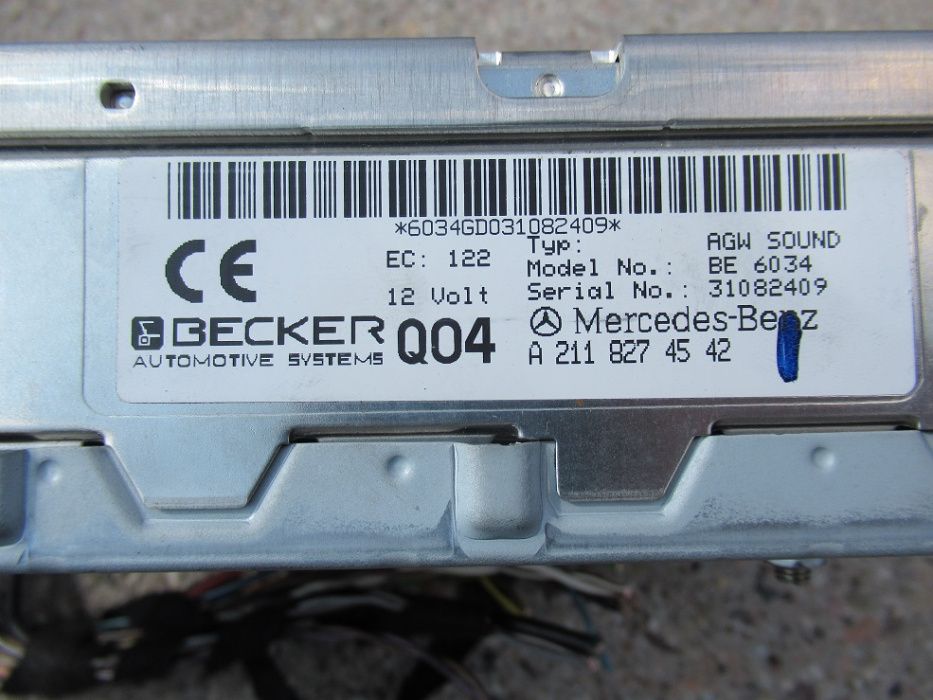 *6034GD031082409*
CE
EC: 122
12 Volt
Typ: AGW SOUND
Model No.: BE 6034
Serial No.: 31082409
BECKER
AUTOMOTIVE SYSTEMS
Q04
Mercedes-Benz
A 211 827 45 42